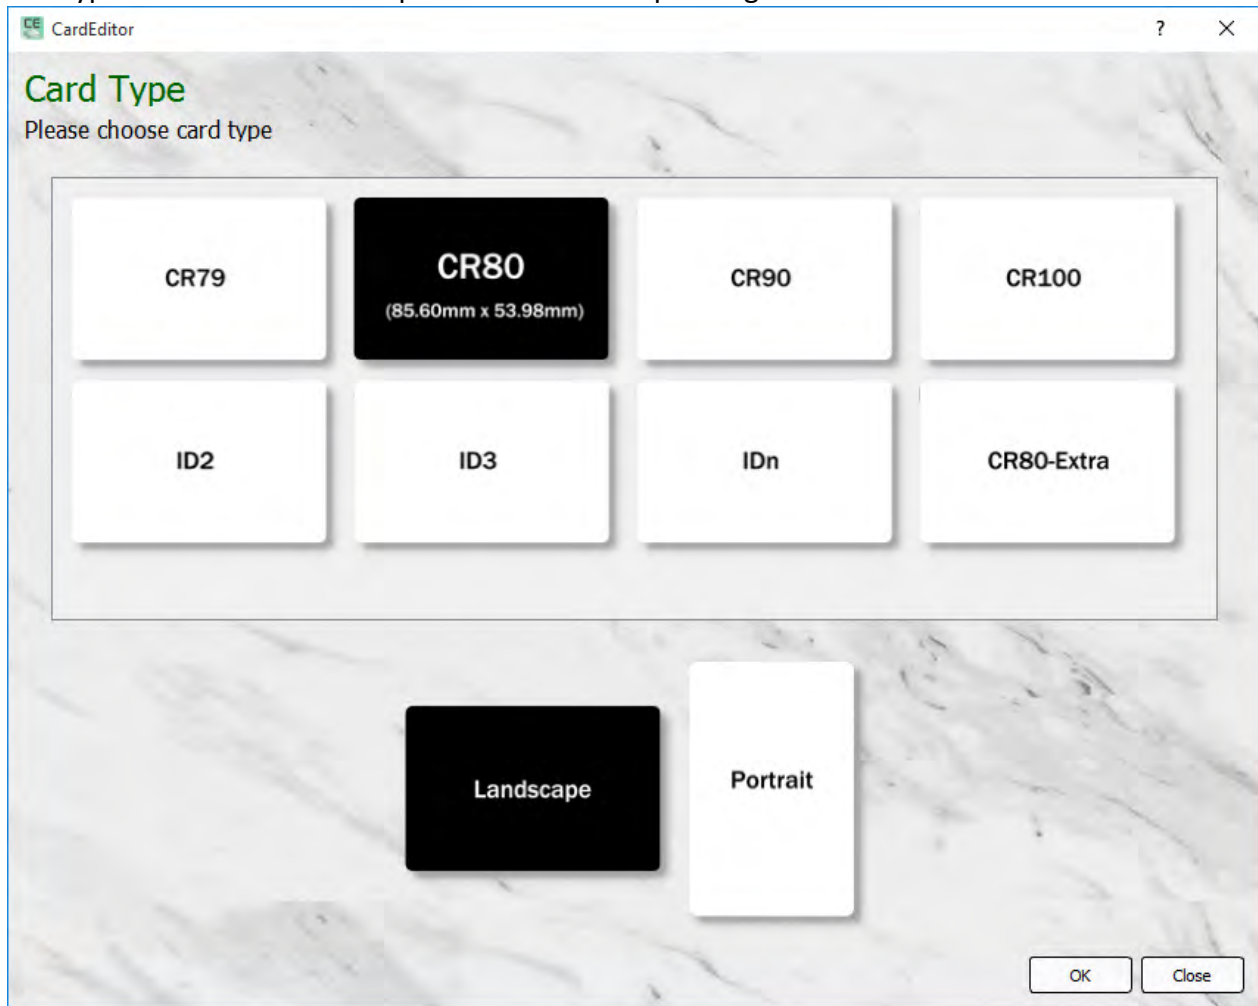 CE CardEditor ?
Card Type
Please choose card type
CR79
CR80
(85.60mm x 53.98mm)
CR90
CR100
ID2
ID3
IDn
CR80-Extra
Landscape
Portrait
OK
Close